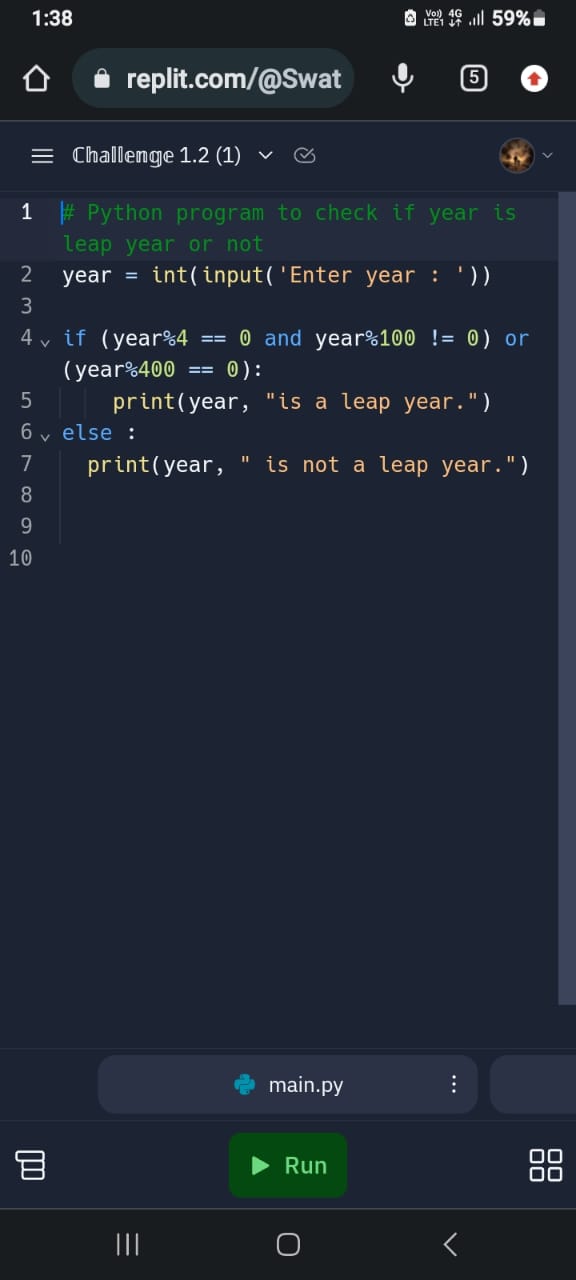 1:38 Vo) LTE1 4G 59%
replit.com/@Swat 5
Challenge 1.2 (1)
1 # Python program to check if year is
leap year or not
2 year = int(input('Enter year : '))
3
4 if (year%4 == 0 and year%100 != 0) or
(year%400 == 0):
5 print(year, "is a leap year.")
6 else :
7 print(year, " is not a leap year.")
8
9
10
main.py
Run